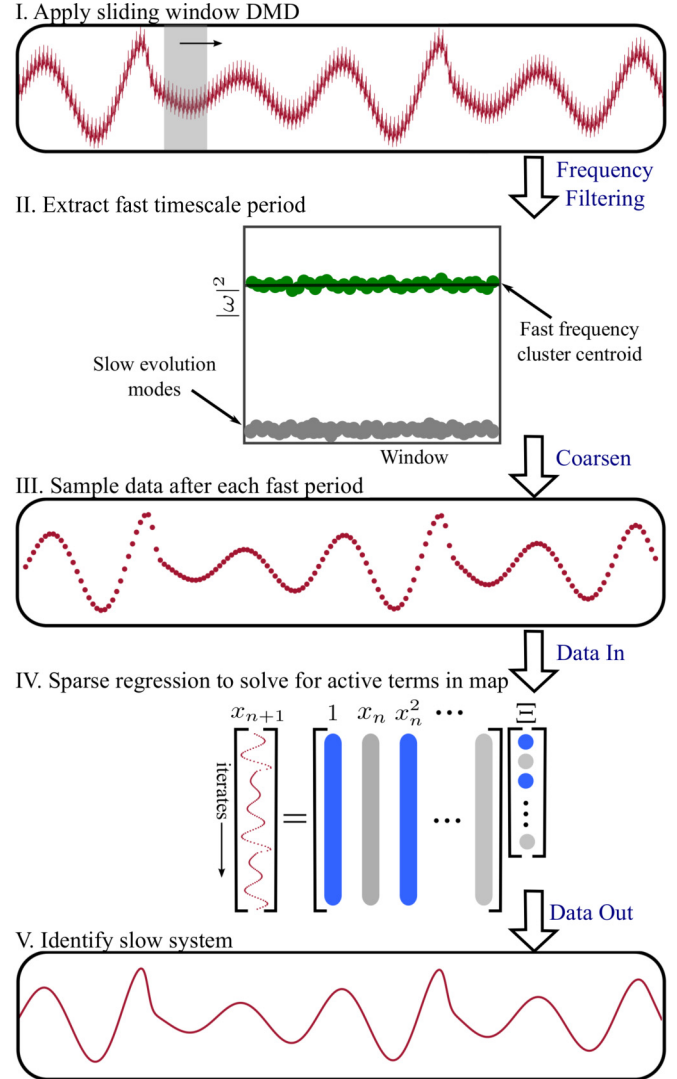 I. Apply sliding window DMD
Frequency
Filtering
II. Extract fast timescale period
|ω|²
Fast frequency
cluster centroid
Slow evolution
modes
Window
Coarsen
III. Sample data after each fast period
Data In
IV. Sparse regression to solve for active terms in map
xₙ₊₁ 1 xₙ xₙ² ··· Ξ
iterates
= ··· ⋮
Data Out
V. Identify slow system